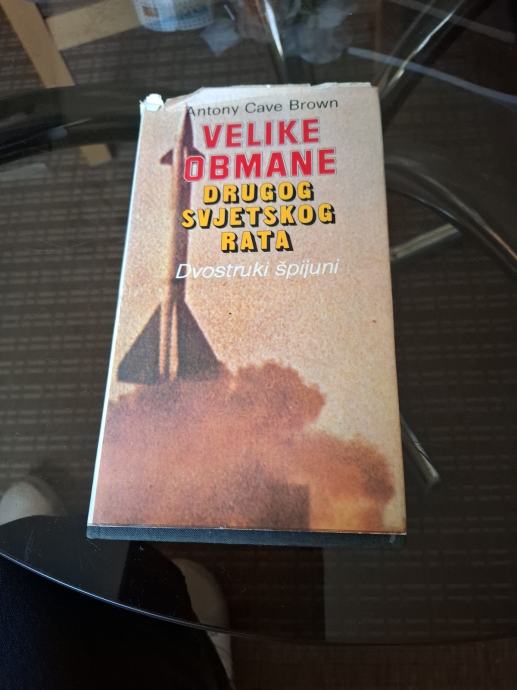 Antony Cave Brown
VELIKE
OBMANE
DRUGOG
SVJETSKOG
RATA
Dvostruki špijuni